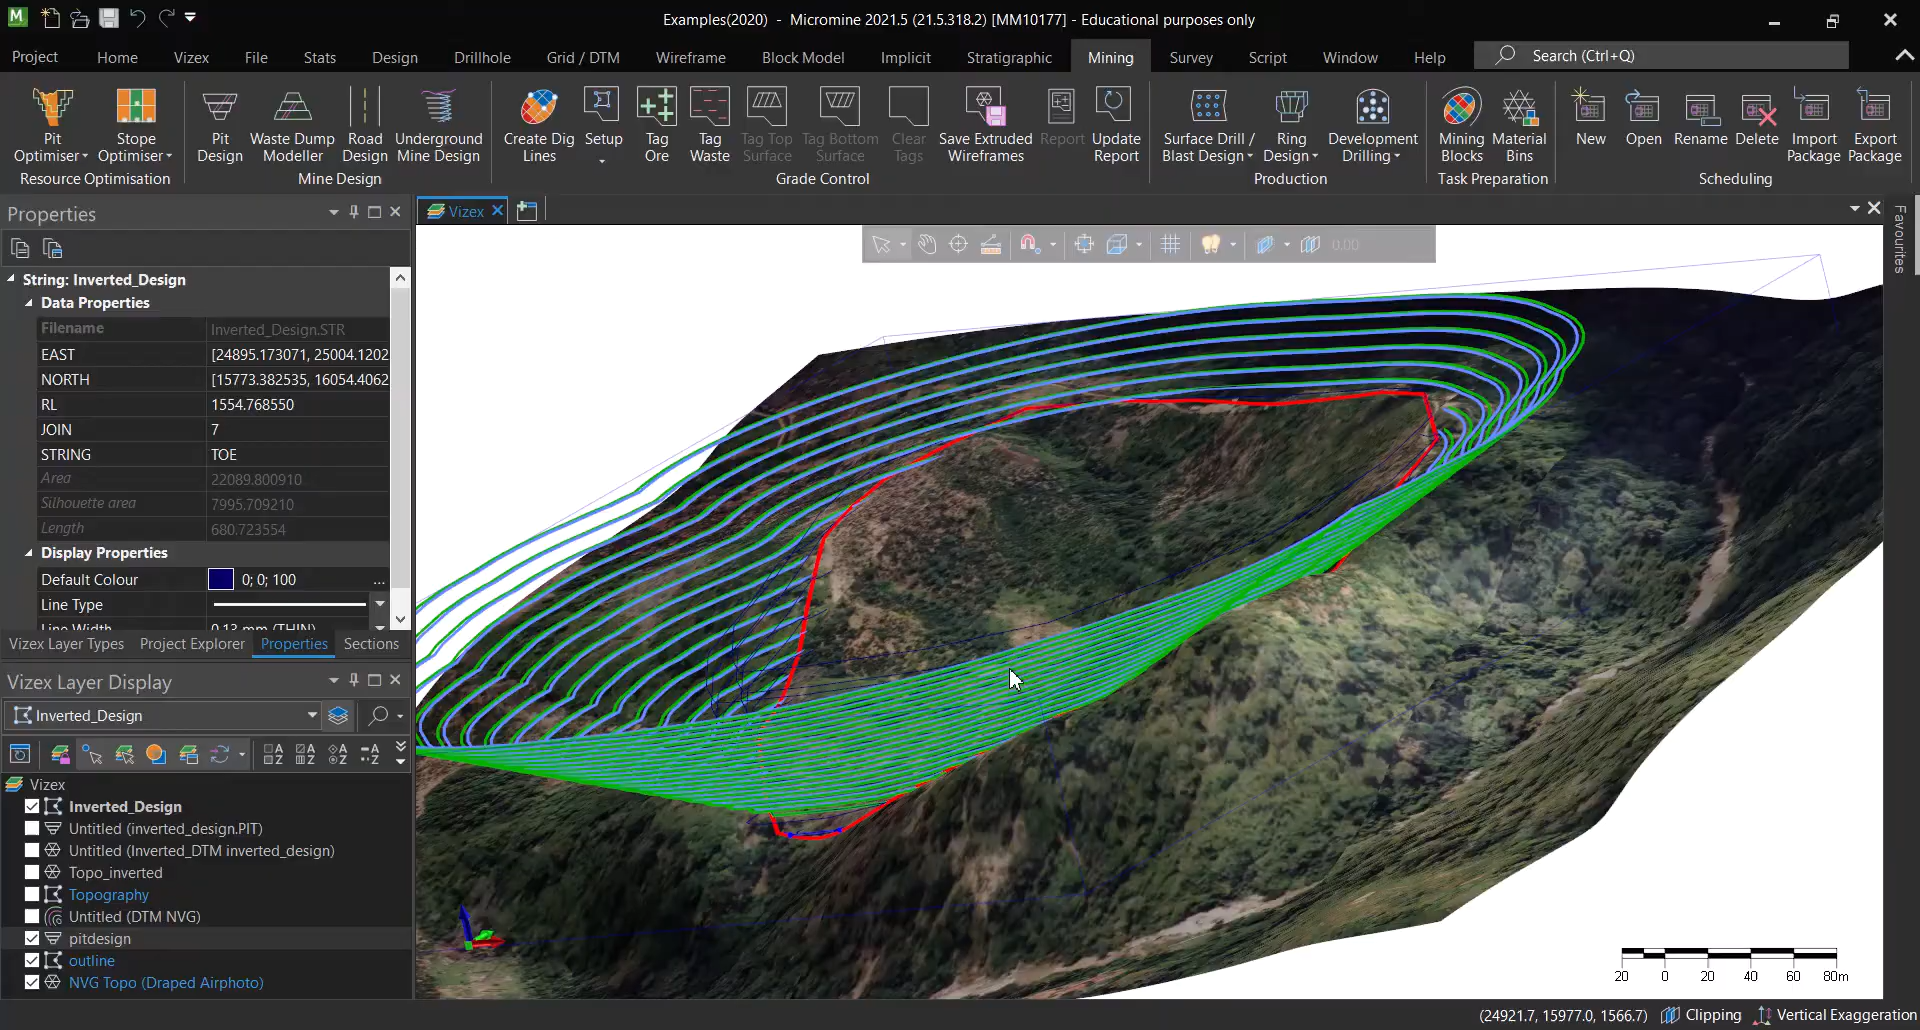 Examples(2020) - Micromine 2021.5 (21.5.318.2) [MM10177] - Educational purposes only
Project Home Vizex File Stats Design Drillhole Grid / DTM Wireframe Block Model Implicit Stratigraphic Mining Survey Script Window Help Search (Ctrl+Q)
Pit Optimiser
Stope Optimiser
Resource Optimisation
Pit Design
Waste Dump Modeller
Road Design
Underground Mine Design
Mine Design
Create Dig Lines
Setup
Tag Ore
Tag Waste
Tag Top Surface
Tag Bottom Surface
Clear Tags
Save Extruded Wireframes
Report
Update Report
Grade Control
Surface Drill / Blast Design
Ring Design
Development Drilling
Production
Mining Blocks
Material Bins
Task Preparation
New
Open
Rename
Delete
Import Package
Export Package
Scheduling
Properties
String: Inverted_Design
Data Properties
Filename Inverted_Design.STR
EAST [24895.173071, 25004.1202
NORTH [15773.382535, 16054.4062
RL 1554.768550
JOIN 7
STRING TOE
Area 22089.800910
Silhouette area 7995.709210
Length 680.723554
Display Properties
Default Colour 0; 0; 100 ...
Line Type
Line Width 0.13 mm (THIN)
Vizex Layer Types Project Explorer Properties Sections
Vizex Layer Display
Inverted_Design
Vizex
Inverted_Design
Untitled (inverted_design.PIT)
Untitled (Inverted_DTM inverted_design)
Topo_inverted
Topography
Untitled (DTM NVG)
pitdesign
outline
NVG Topo (Draped Airphoto)
Vizex
0.00
Favourites
20 0 20 40 60 80m
(24921.7, 15977.0, 1566.7) Clipping Vertical Exaggeration